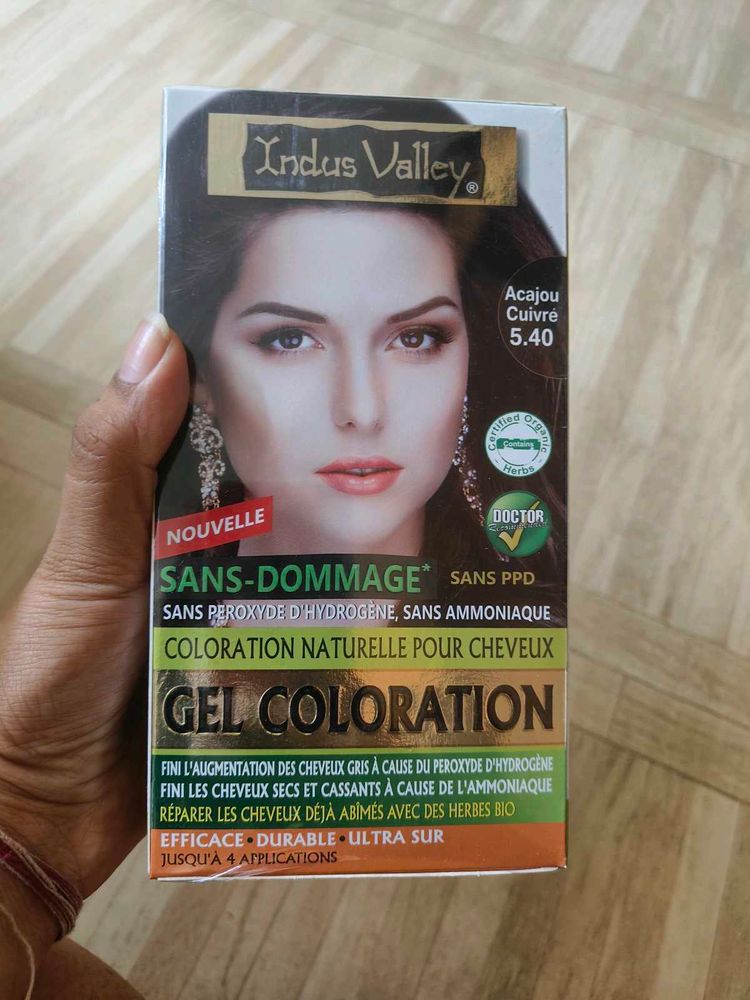 Indus Valley®
Acajou
Cuivré
5.40
Certified Organic
Contains
Herbs
DOCTOR
Recommended
NOUVELLE
SANS-DOMMAGE* SANS PPD
SANS PEROXYDE D'HYDROGÈNE, SANS AMMONIAQUE
COLORATION NATURELLE POUR CHEVEUX
GEL COLORATION
FINI L'AUGMENTATION DES CHEVEUX GRIS À CAUSE DU PEROXYDE D'HYDROGÈNE
FINI LES CHEVEUX SECS ET CASSANTS À CAUSE DE L'AMMONIAQUE
RÉPARER LES CHEVEUX DÉJÀ ABÎMÉS AVEC DES HERBES BIO
EFFICACE • DURABLE • ULTRA SUR
JUSQU'À 4 APPLICATIONS